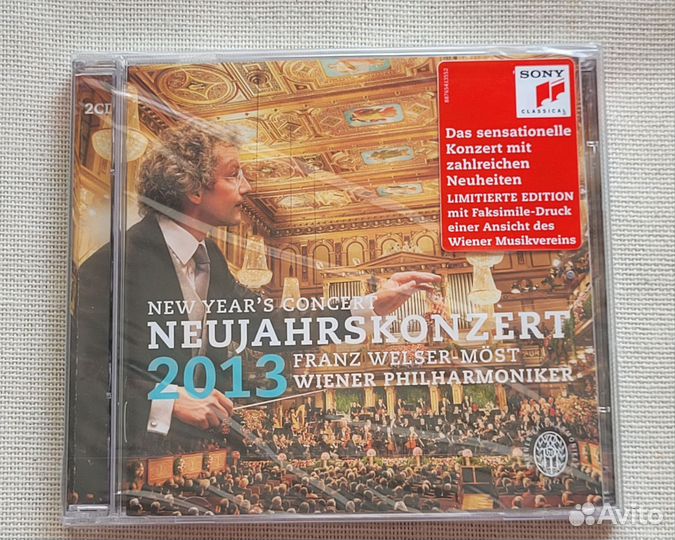 2CD
88765413552
SONY
CLASSICAL
Das sensationelle
Konzert mit
zahlreichen
Neuheiten
LIMITIERTE EDITION
mit Faksimile-Druck
einer Ansicht des
Wiener Musikvereins
NEW YEAR'S CONCERT
NEUJAHRSKONZERT
2013
FRANZ WELSER-MÖST
WIENER PHILHARMONIKER
Avito